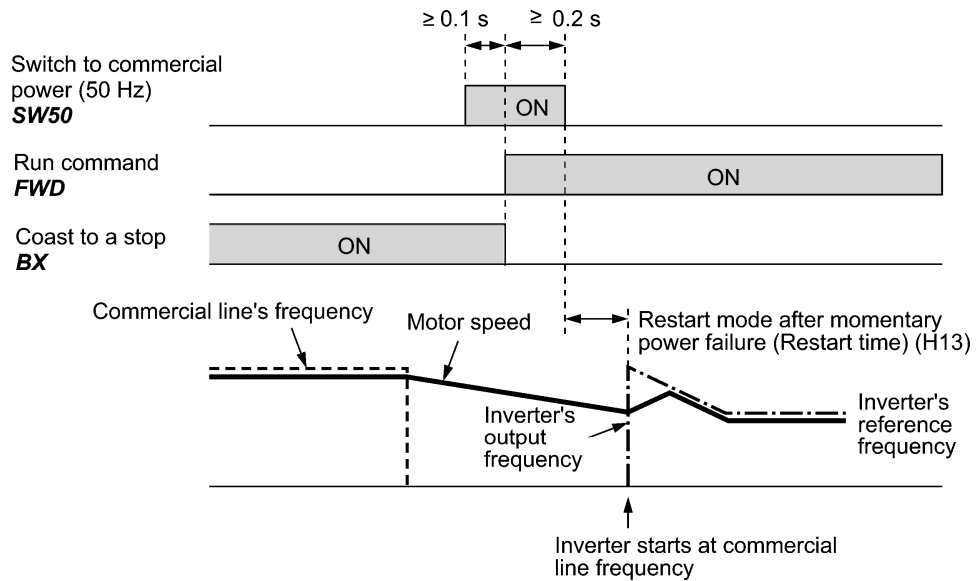 ≥ 0.1 s
≥ 0.2 s
Switch to commercial
power (50 Hz)
SW50
ON
Run command
FWD
ON
Coast to a stop
BX
ON
Commercial line's frequency
Motor speed
Restart mode after momentary
power failure (Restart time) (H13)
Inverter's
output
frequency
Inverter's
reference
frequency
Inverter starts at commercial
line frequency